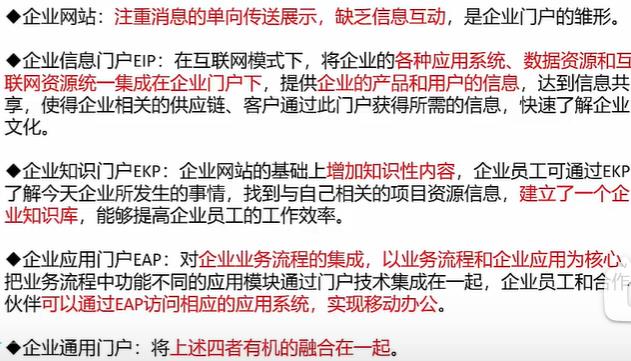 ◆企业网站：注重消息的单向传送展示，缺乏信息互动，是企业门户的雏形。
◆企业信息门户EIP：在互联网模式下，将企业的各种应用系统、数据资源和互
联网资源统一集成在企业门户下，提供企业的产品和用户的信息，达到信息共
享，使得企业相关的供应链、客户通过此门户获得所需的信息，快速了解企业
文化。
◆企业知识门户EKP：企业网站的基础上增加知识性内容，企业员工可通过EKP
了解今天企业所发生的事情，找到与自己相关的项目资源信息，建立了一个企
业知识库，能够提高企业员工的工作效率。
◆企业应用门户EAP：对企业业务流程的集成，以业务流程和企业应用为核心，
把业务流程中功能不同的应用模块通过门户技术集成在一起，企业员工和合作
伙伴可以通过EAP访问相应的应用系统，实现移动办公。
◆企业通用门户：将上述四者有机的融合在一起。